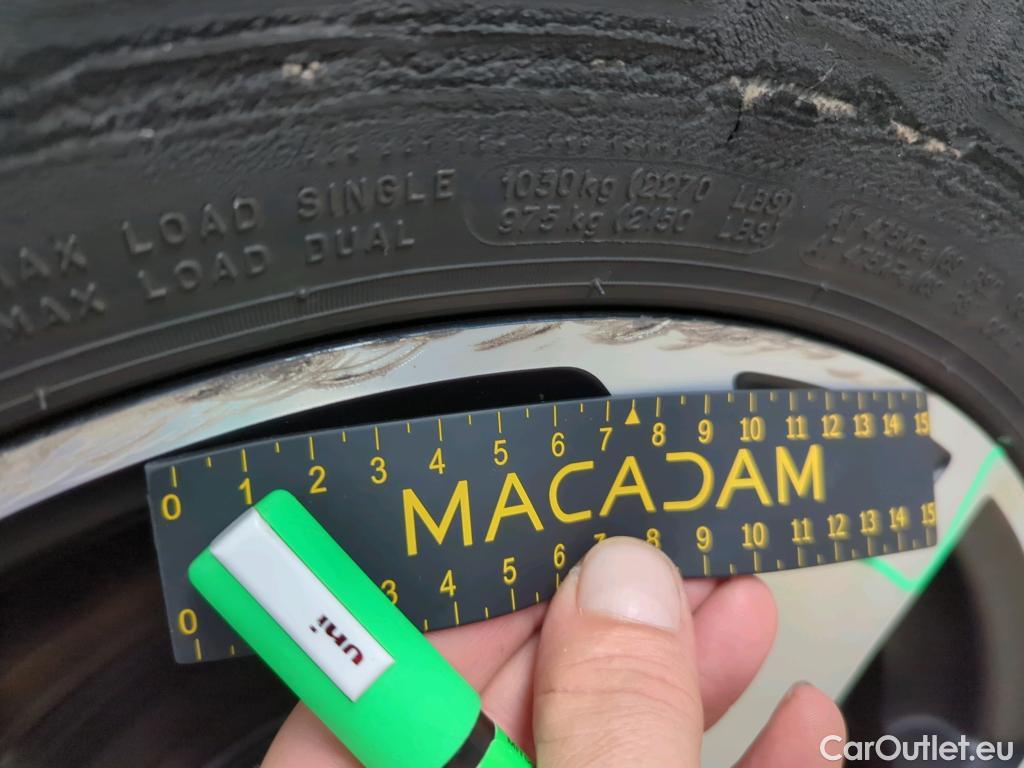 MAX LOAD SINGLE 1030kg (2270 LBS)
MAX LOAD DUAL 975 kg (2150 LBS)
0 1 2 3 4 5 6 7 8 9 10 11 12 13 14 15
MACADAM
0 3 4 5 6 7 8 9 10 11 12 13 14 15
uni
CarOutlet.eu